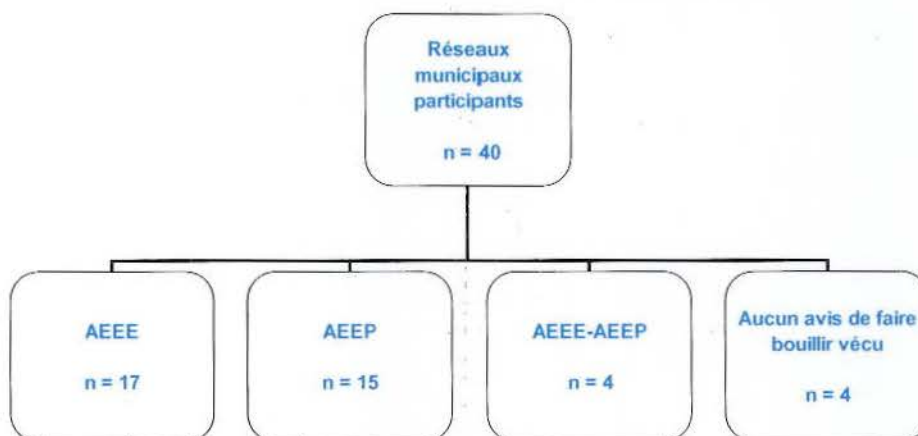 Réseaux
municipaux
participants
n = 40
AEEE
n = 17
AEEP
n = 15
AEEE-AEEP
n = 4
Aucun avis de faire
bouillir vécu
n = 4